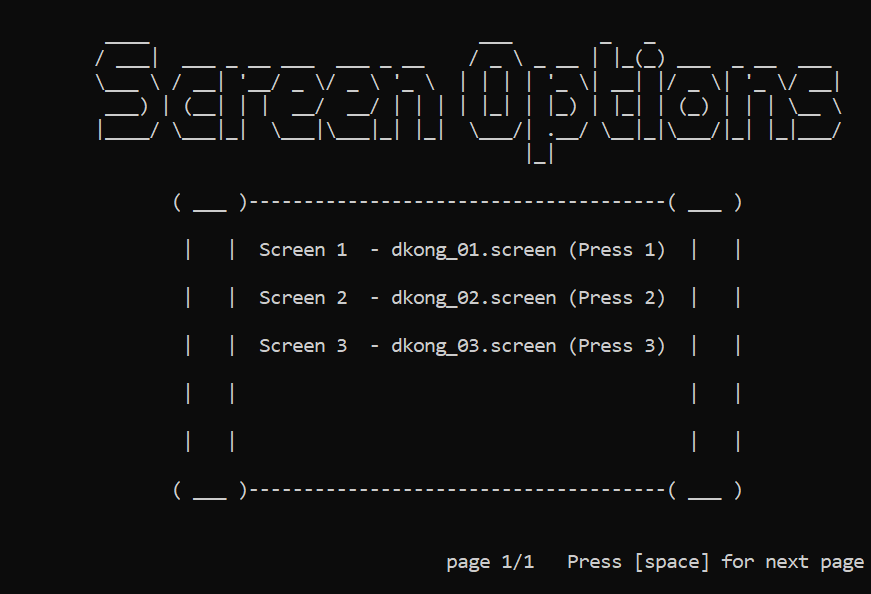 Screen Options
( ___ )--------------------------------------( ___ )
|   |  Screen 1  - dkong_01.screen (Press 1)  |   |
|   |  Screen 2  - dkong_02.screen (Press 2)  |   |
|   |  Screen 3  - dkong_03.screen (Press 3)  |   |
|   |                                         |   |
|   |                                         |   |
( ___ )--------------------------------------( ___ )
page 1/1   Press [space] for next page